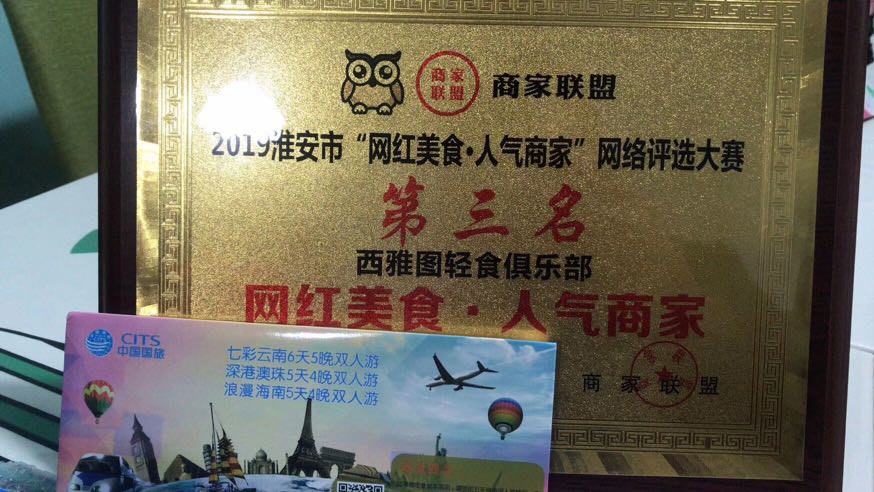 商家联盟
商家联盟
2019淮安市“网红美食·人气商家”网络评选大赛
第三名
西雅图轻食俱乐部
网红美食·人气商家
商家联盟
CITS
中国国旅
七彩云南6天5晚双人游
深港澳珠5天4晚双人游
浪漫海南5天4晚双人游